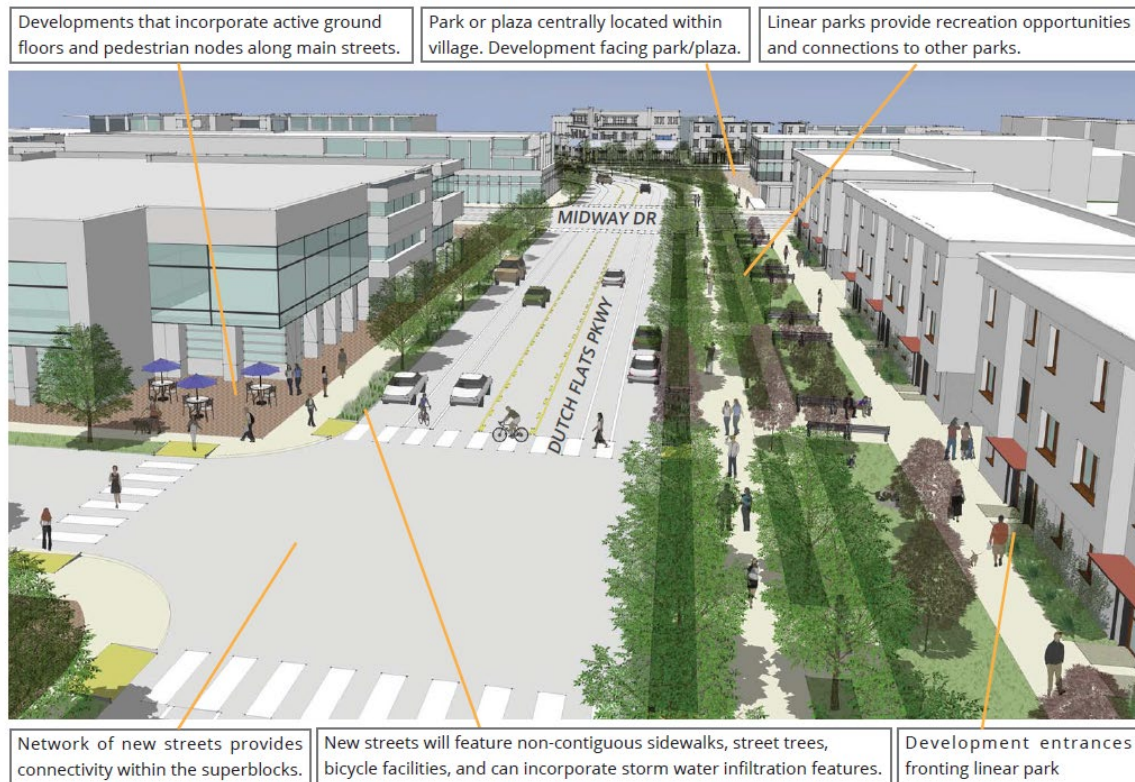 Developments that incorporate active ground
floors and pedestrian nodes along main streets.
Park or plaza centrally located within
village. Development facing park/plaza.
Linear parks provide recreation opportunities
and connections to other parks.
MIDWAY DR
DUTCH FLATS PKWY
Network of new streets provides
connectivity within the superblocks.
New streets will feature non-contiguous sidewalks, street trees,
bicycle facilities, and can incorporate storm water infiltration features.
Development entrances
fronting linear park